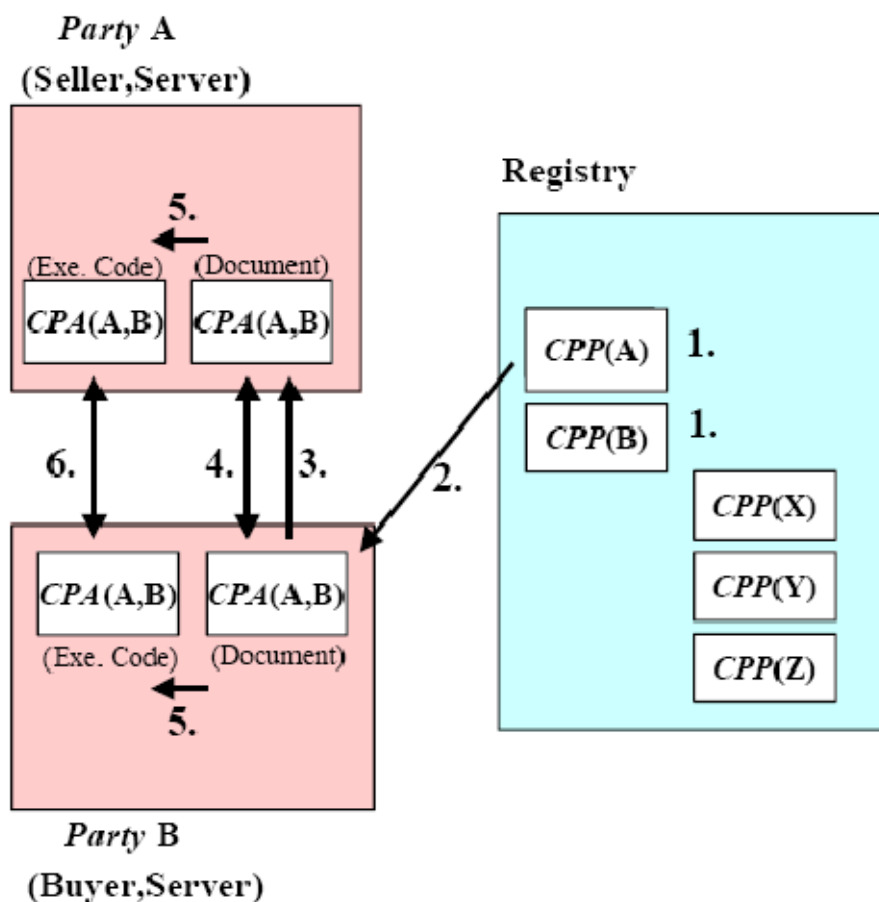 Party A
(Seller,Server)
5.
(Exe. Code) (Document)
CPA(A,B) CPA(A,B)
6. 4. 3.
CPA(A,B) CPA(A,B)
(Exe. Code) (Document)
5.
Party B
(Buyer,Server)
2.
Registry
CPP(A) 1.
CPP(B) 1.
CPP(X)
CPP(Y)
CPP(Z)